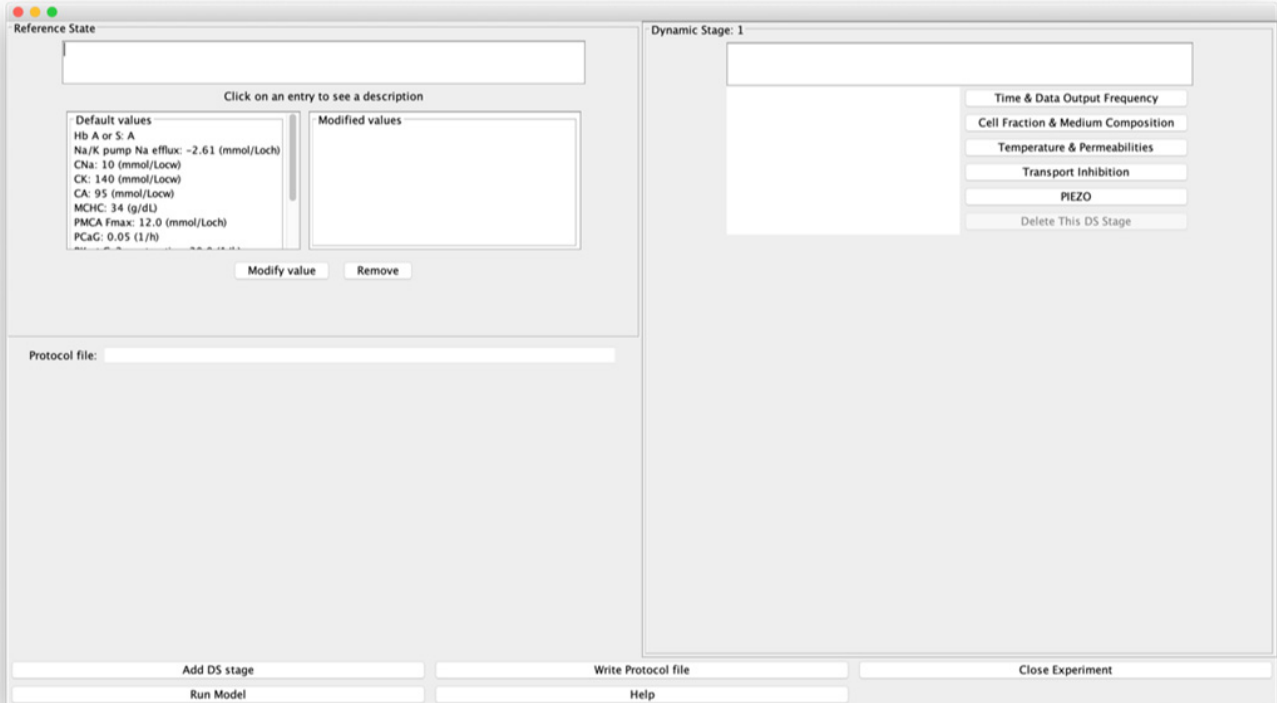 Reference State
Click on an entry to see a description
Default values
Hb A or S: A
Na/K pump Na efflux: -2.61 (mmol/Loch)
CNa: 10 (mmol/Locw)
CK: 140 (mmol/Locw)
CA: 95 (mmol/Locw)
MCHC: 34 (g/dL)
PMCA Fmax: 12.0 (mmol/Loch)
PCaG: 0.05 (1/h)
Modified values
Modify value
Remove
Protocol file:
Dynamic Stage: 1
Time & Data Output Frequency
Cell Fraction & Medium Composition
Temperature & Permeabilities
Transport Inhibition
PIEZO
Delete This DS Stage
Add DS stage
Write Protocol file
Close Experiment
Run Model
Help